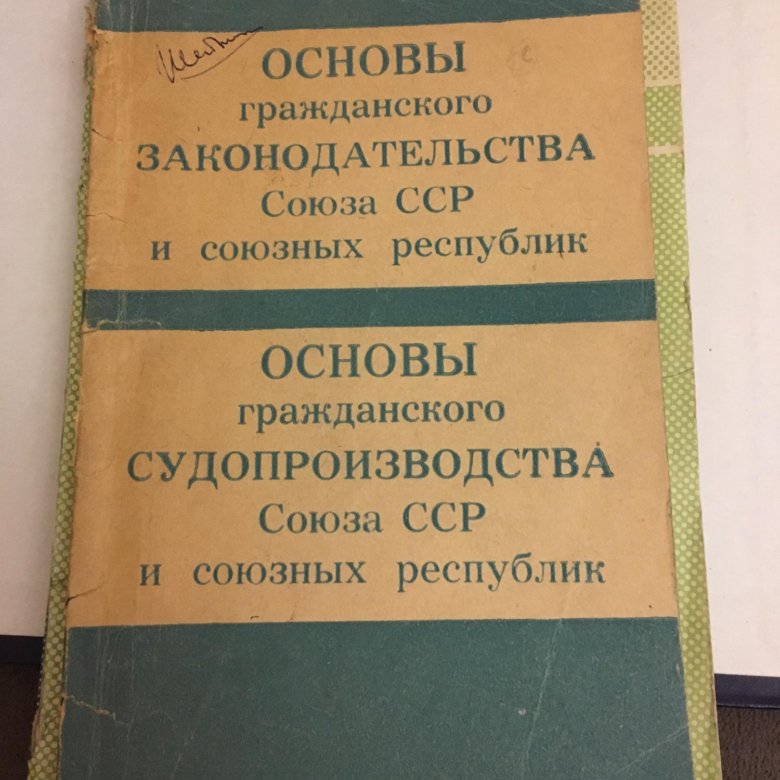 ОСНОВЫ
гражданского
ЗАКОНОДАТЕЛЬСТВА
Союза ССР
и союзных республик
ОСНОВЫ
гражданского
СУДОПРОИЗВОДСТВА
Союза ССР
и союзных республик